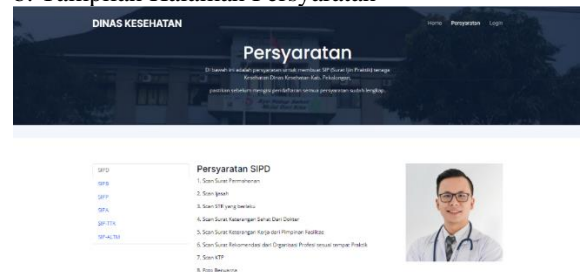 DINAS KESEHATAN
Home Persyaratan Login
Persyaratan
Di bawah ini adalah persyaratan untuk membuat SIP (Surat Ijin Praktik) tenaga
Kesehatan Dinas Kesehatan Kab. Pekalongan.
pastikan sebelum mengisi pendaftaran semua persyaratan sudah lengkap.
SIPD
SIPB
SIPP
SIPA
SIP-TTK
SIP-ATLM
Persyaratan SIPD
1. Scan Surat Permohonan
2. Scan Ijasah
3. Scan STR yang berlaku
4. Scan Surat Keterangan Sehat Dari Dokter
5. Scan Surat Keterangan Kerja dari Pimpinan Fasilitas
6. Scan Surat Rekomendasi dari Organisasi Profesi sesuai tempat Praktik
7. Scan KTP
8. Foto Berwarna